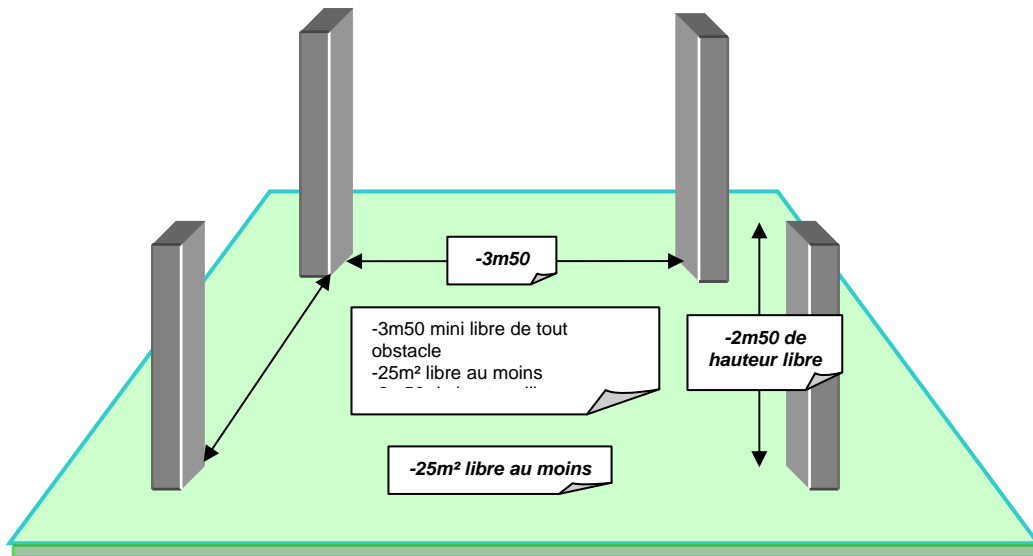 -3m50
-3m50 mini libre de tout
obstacle
-25m² libre au moins
-2m50 de
hauteur libre
-25m² libre au moins